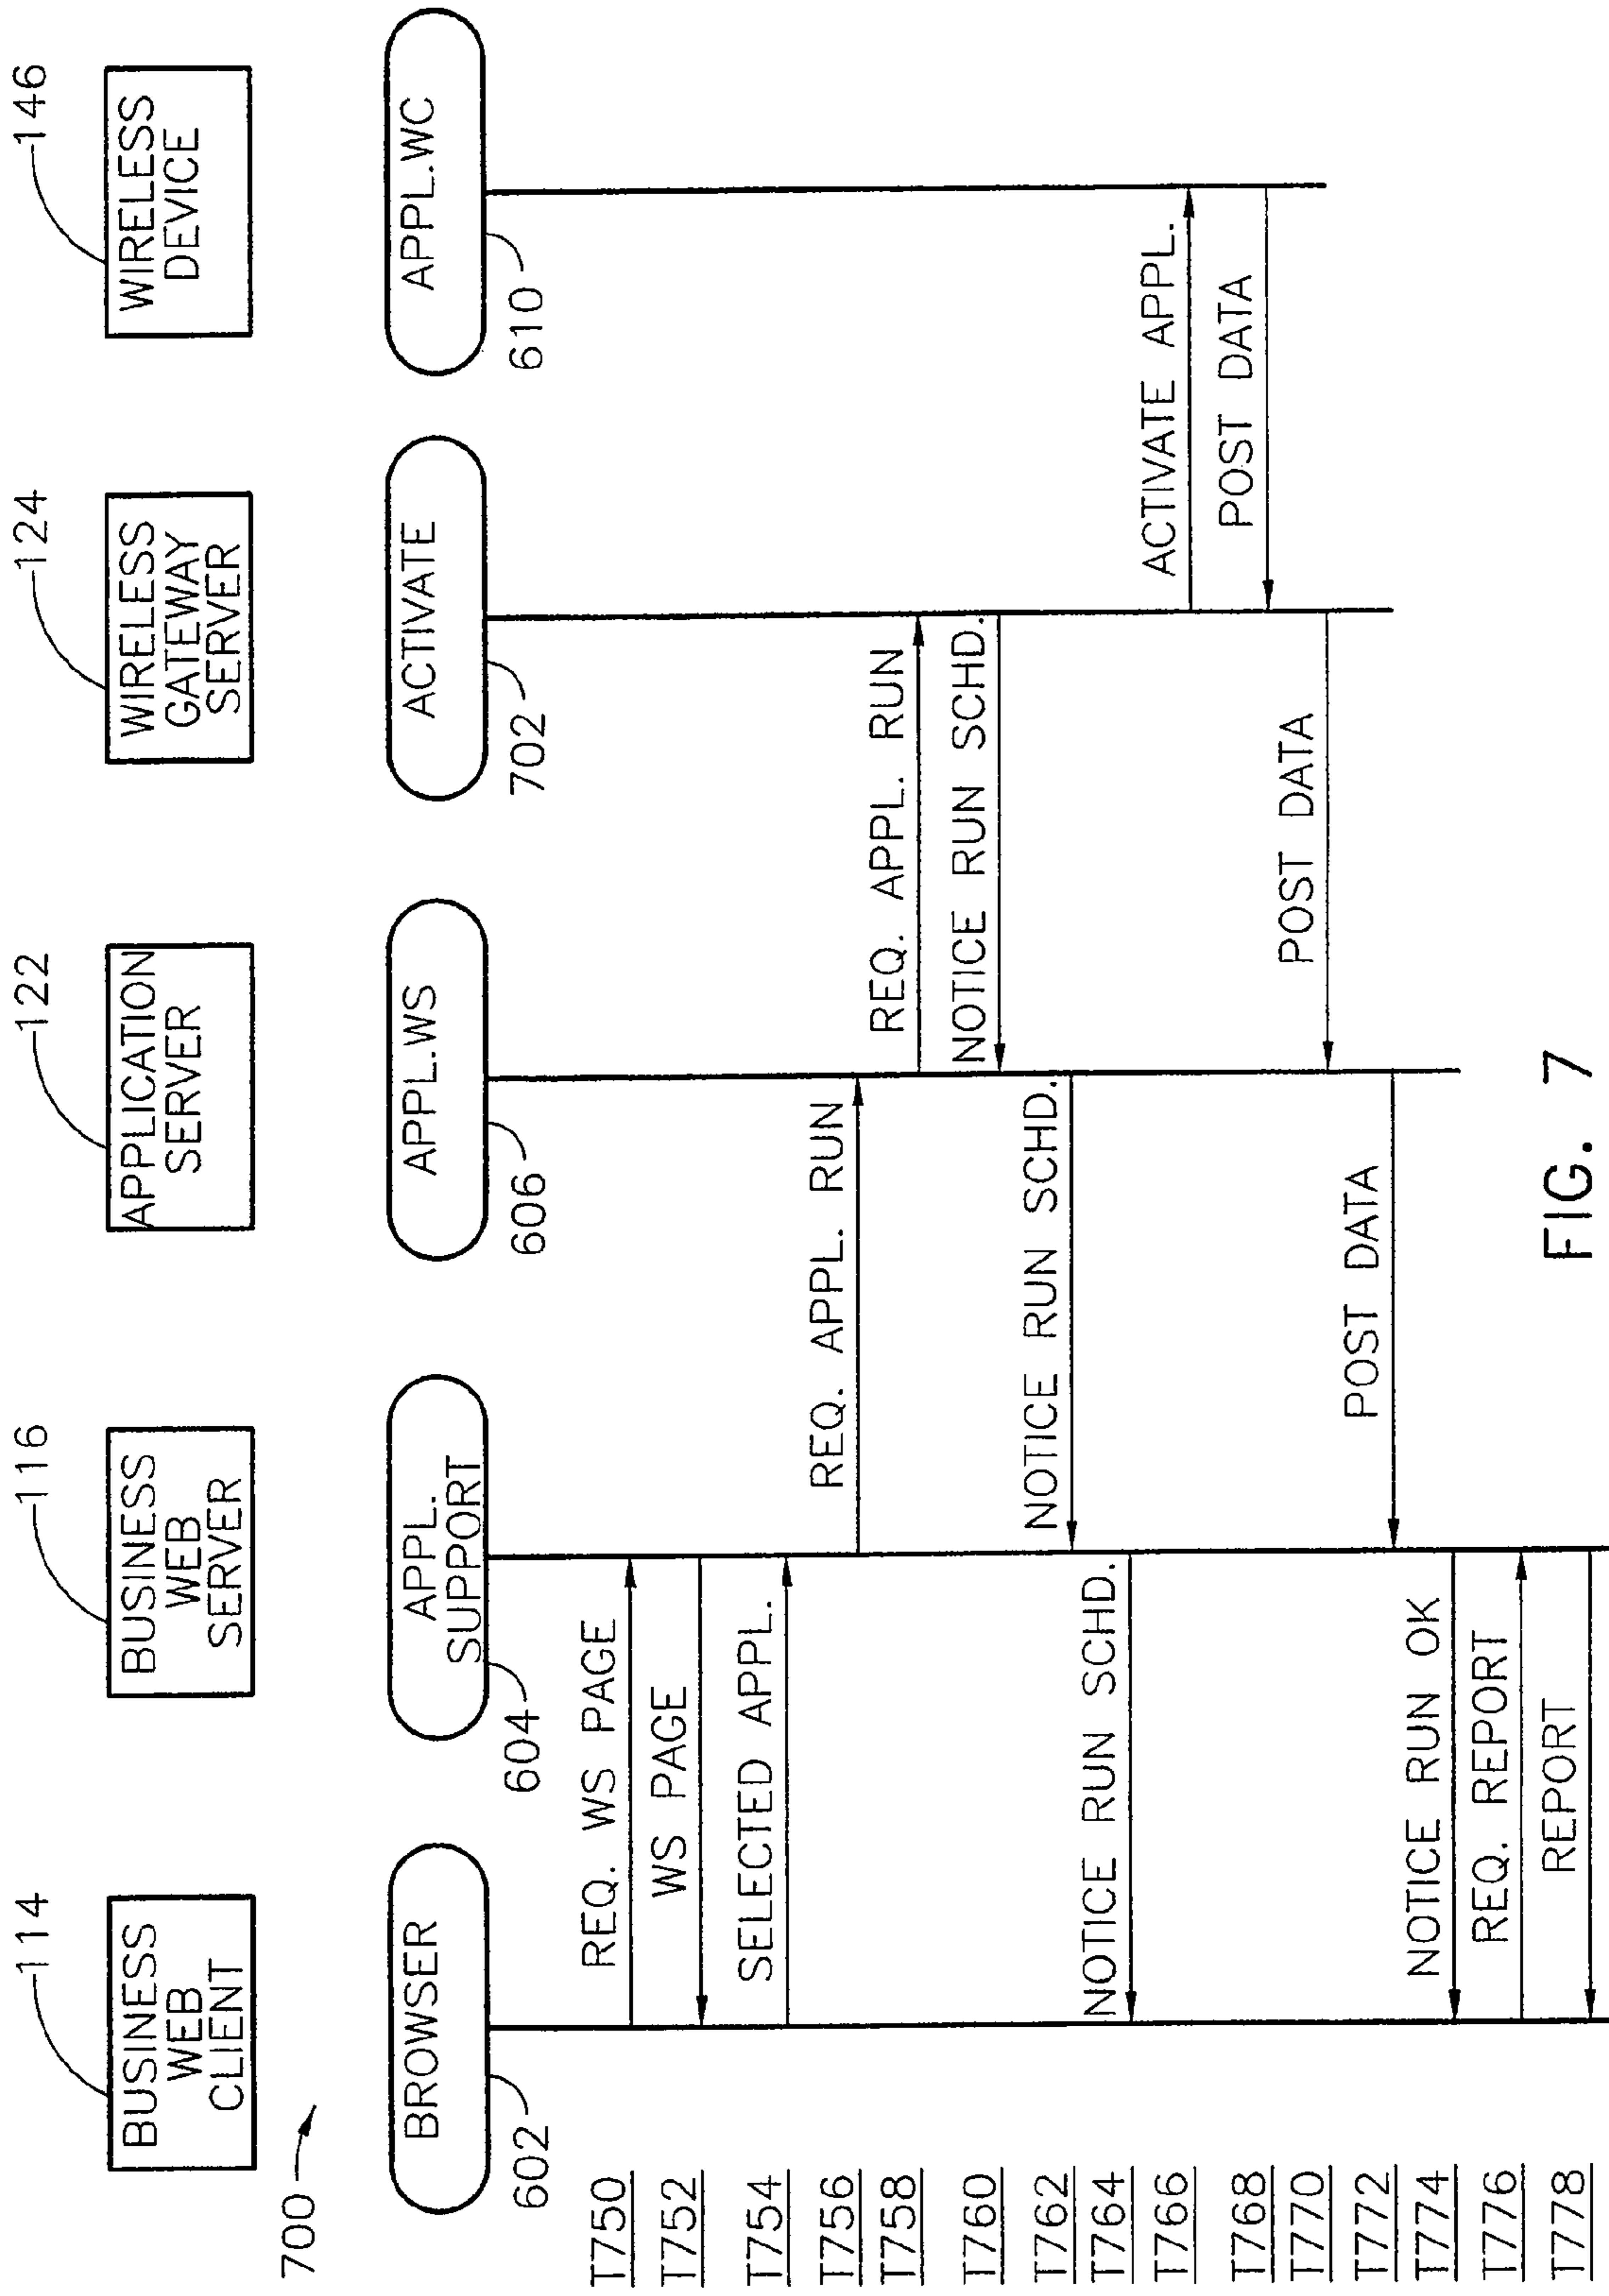 114
116
122
124
146
BUSINESS
WEB
CLIENT
BUSINESS
WEB
SERVER
APPLICATION
SERVER
WIRELESS
GATEWAY
SERVER
WIRELESS
DEVICE
700
BROWSER
APPL.
SUPPORT
APPL.WS
ACTIVATE
APPL.WC
602
604
606
702
610
T750
REQ. WS PAGE
T752
WS PAGE
T754
SELECTED APPL.
T756
REQ. APPL. RUN
T758
REQ. APPL. RUN
T760
NOTICE RUN SCHD.
T762
NOTICE RUN SCHD.
T764
NOTICE RUN SCHD.
T766
ACTIVATE APPL.
T768
POST DATA
T770
POST DATA
T772
POST DATA
T774
NOTICE RUN OK
T776
REQ. REPORT
T778
REPORT
FIG. 7